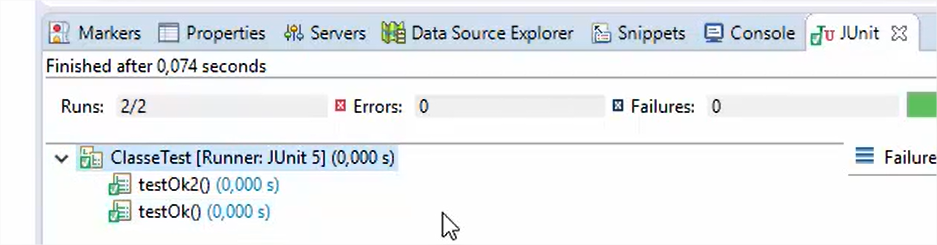 Markers Properties Servers Data Source Explorer Snippets Console JUnit
Finished after 0,074 seconds
Runs: 2/2 Errors: 0 Failures: 0
ClasseTest [Runner: JUnit 5] (0,000 s) Failure
testOk2() (0,000 s)
testOk() (0,000 s)